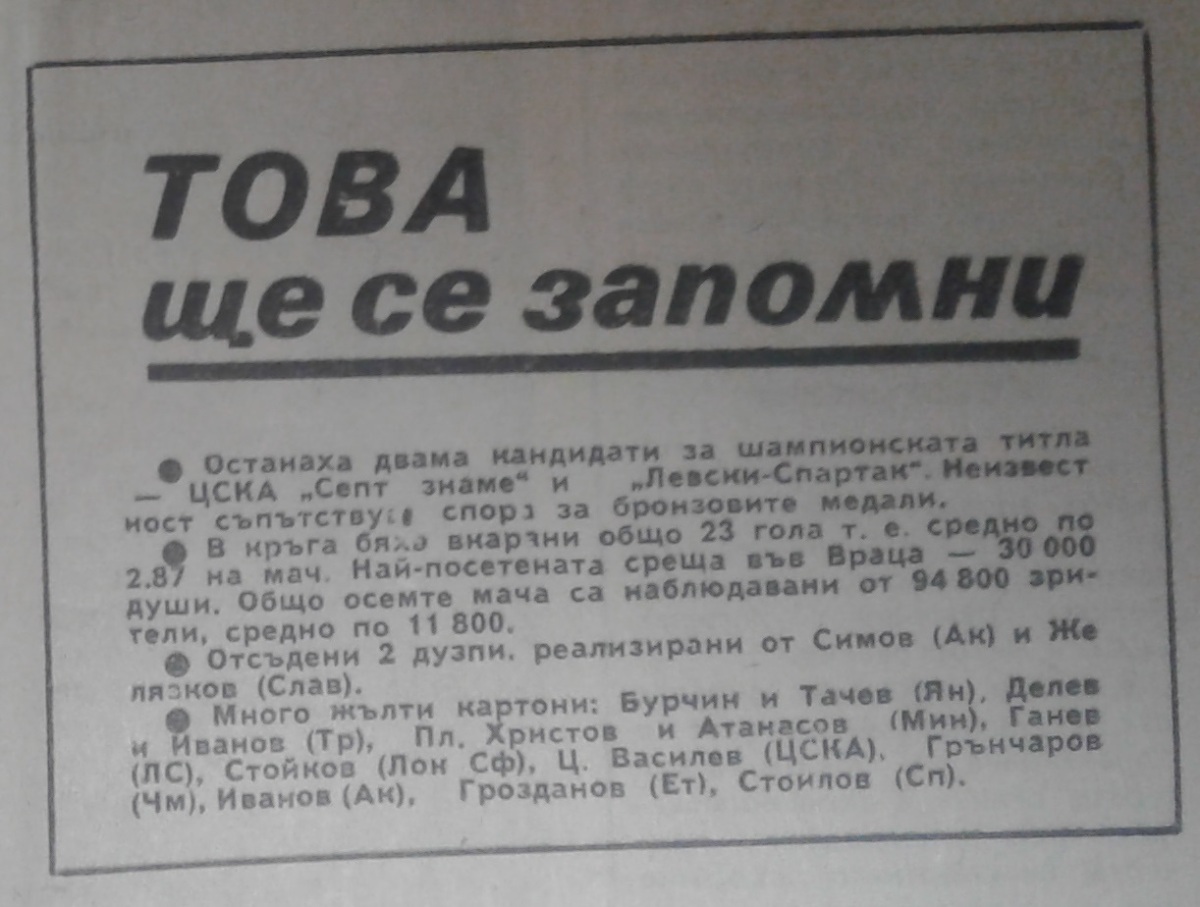 ТОВА
ще се запомни
● Останаха двама кандидати за шампионската титла
— ЦСКА „Септ знаме“ и „Левски-Спартак“. Неизвест
ност съпътствува спора за бронзовите медали.
● В кръга бяха вкарани общо 23 гола т. е. средно по
2.87 на мач. Най-посетената среща във Враца — 30 000
души. Общо осемте мача са наблюдавани от 94 800 зри-
тели, средно по 11 800.
● Отсъдени 2 дузпи. реализирани от Симов (Ак) и Же
лязков (Слав).
● Много жълти картони: Бурчин и Тачев (Ян), Делев
и Иванов (Тр), Пл. Христов и Атанасов (Мин), Ганев
(ЛС), Стойков (Лок Сф), Ц. Василев (ЦСКА), Грънчаров
(Чм), Иванов (Ак), Грозданов (Ет), Стоилов (Сп).